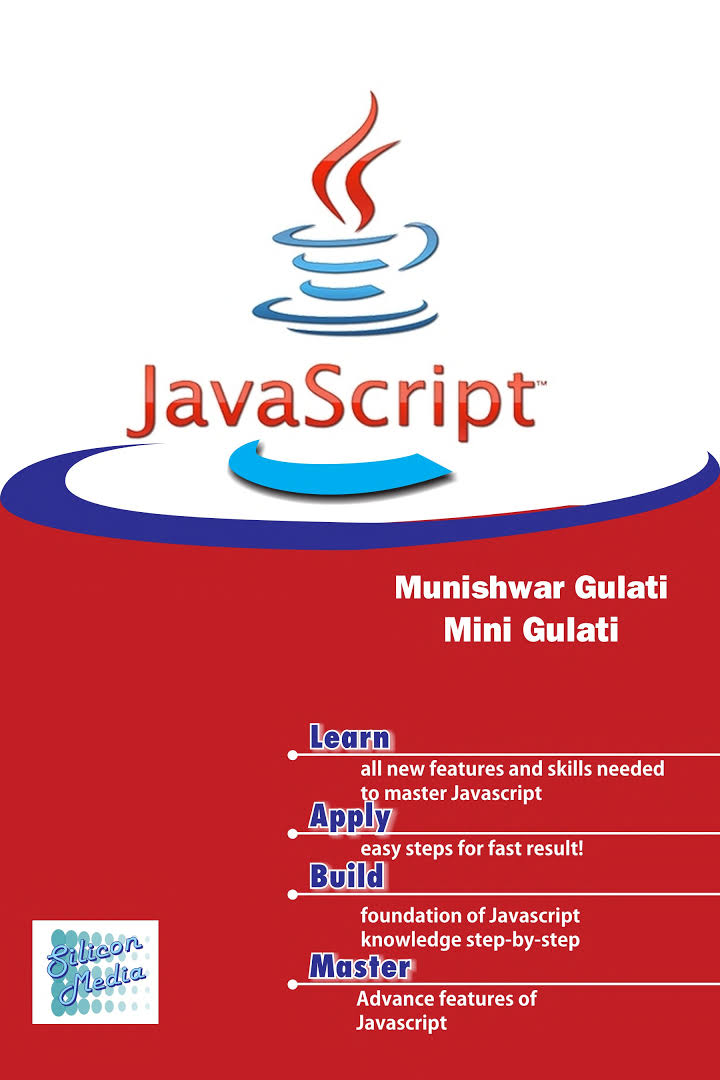 JavaScript™
Munishwar Gulati
Mini Gulati
Learn
all new features and skills needed
to master Javascript
Apply
easy steps for fast result!
Build
foundation of Javascript
knowledge step-by-step
Master
Advance features of
Javascript
Silicon
Media